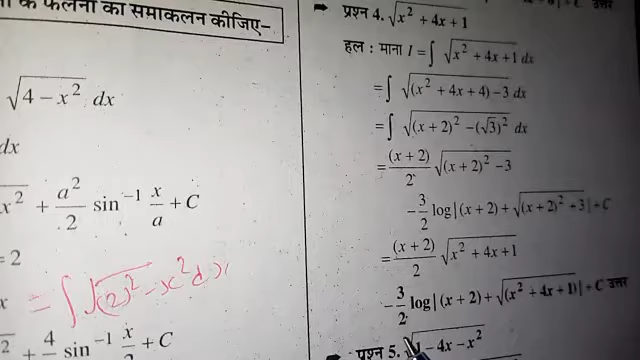 के फलनों का समाकलन कीजिए–
√(4 – x²) dx
dx
x² + a²/2 sin⁻¹ x/a + C
= 2
x = ∫ √(2)² – x² dx
2 + 4/2 sin⁻¹ x/2 + C
उत्तर
➡ प्रश्न 4. √(x² + 4x + 1)
हल : माना I = ∫ √(x² + 4x + 1) dx
= ∫ √((x² + 4x + 4) – 3) dx
= ∫ √((x + 2)² – (√3)²) dx
= (x + 2)/2 √((x + 2)² – 3)
– 3/2 log|(x + 2) + √((x + 2)² + 3)| + C
= (x + 2)/2 √(x² + 4x + 1)
– 3/2 log|(x + 2) + √((x² + 4x + 1))| + C उत्तर
➡ प्रश्न 5. √(1 – 4x – x²)